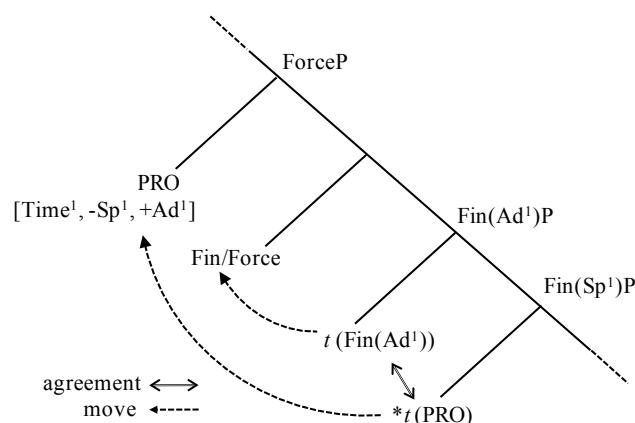 ForceP
PRO
[Time¹, -Sp¹, +Ad¹]
Fin(Ad¹)P
Fin/Force
Fin(Sp¹)P
t (Fin(Ad¹))
agreement
move
*t (PRO)